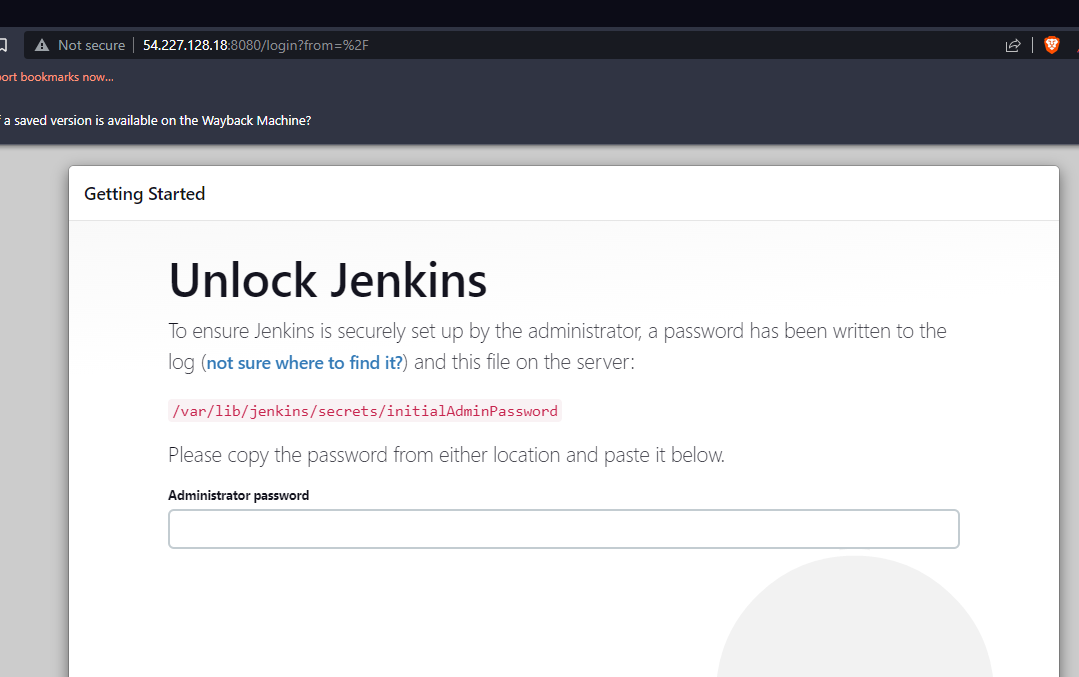 Not secure 54.227.128.18:8080/login?from=%2F
ort bookmarks now...
a saved version is available on the Wayback Machine?
Getting Started
Unlock Jenkins
To ensure Jenkins is securely set up by the administrator, a password has been written to the
log (not sure where to find it?) and this file on the server:
/var/lib/jenkins/secrets/initialAdminPassword
Please copy the password from either location and paste it below.
Administrator password